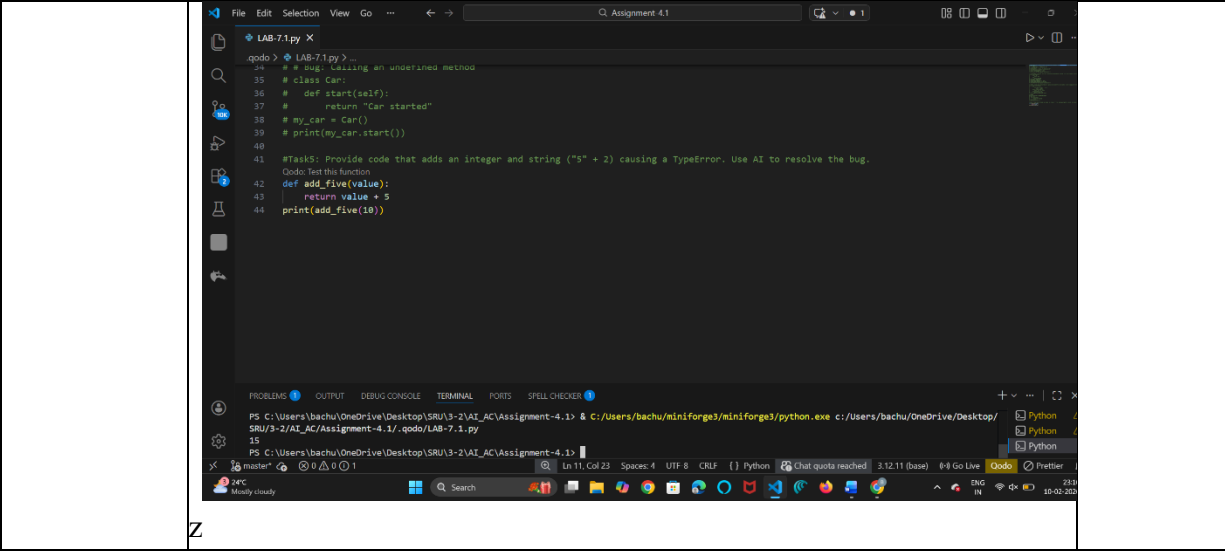 File Edit Selection View Go ··· ← → Assignment 4.1 1
LAB-7.1.py ×
.qodo > LAB-7.1.py > ...
34 # # Bug: Calling an undefined method
35 # class Car:
36 #   def start(self):
37 #       return "Car started"
38 # my_car = Car()
39 # print(my_car.start())
40
41 #Task5: Provide code that adds an integer and string ("5" + 2) causing a TypeError. Use AI to resolve the bug.
Qodo: Test this function
42 def add_five(value):
43     return value + 5
44 print(add_five(10))
10K
2
PROBLEMS 1 OUTPUT DEBUG CONSOLE TERMINAL PORTS SPELL CHECKER 1
PS C:\Users\bachu\OneDrive\Desktop\SRU\3-2\AI_AC\Assignment-4.1> & C:/Users/bachu/miniforge3/miniforge3/python.exe c:/Users/bachu/OneDrive/Desktop/
SRU/3-2/AI_AC/Assignment-4.1/.qodo/LAB-7.1.py
15
PS C:\Users\bachu\OneDrive\Desktop\SRU\3-2\AI_AC\Assignment-4.1>
Python
Python
Python
master* 0 0 1 Ln 11, Col 23 Spaces: 4 UTF-8 CRLF {} Python Chat quota reached 3.12.11 (base) Go Live Qodo Prettier
24°C
Mostly cloudy
Search
ENG
IN
10-02-202
z